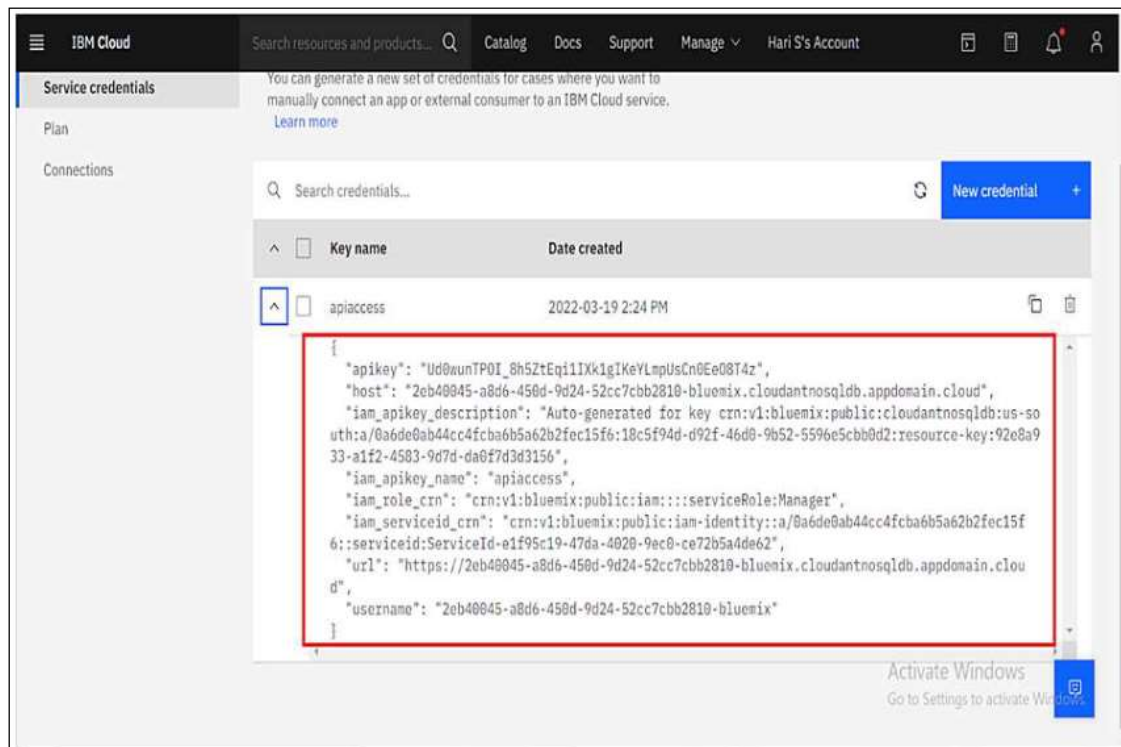 IBM Cloud
Search resources and products...
Catalog
Docs
Support
Manage
Hari S's Account
Service credentials
Plan
Connections
You can generate a new set of credentials for cases where you want to
manually connect an app or external consumer to an IBM Cloud service.
Learn more
Search credentials...
New credential +
Key name
Date created
apiaccess
2022-03-19 2:24 PM
{
"apikey": "Ud0wunTP0I_8h5ZtEqi1IXk1gIKeYLmpUsCn0EeO8T4z",
"host": "2eb40045-a8d6-450d-9d24-52cc7cbb2810-bluemix.cloudantnosqldb.appdomain.cloud",
"iam_apikey_description": "Auto-generated for key crn:v1:bluemix:public:cloudantnosqldb:us-so
uth:a/0a6de0ab44cc4fcba6b5a62b2fec15f6:18c5f94d-d92f-46d0-9b52-5596e5cbb0d2:resource-key:92e8a9
33-a1f2-4583-9d7d-da0f7d3d3156",
"iam_apikey_name": "apiaccess",
"iam_role_crn": "crn:v1:bluemix:public:iam::::serviceRole:Manager",
"iam_serviceid_crn": "crn:v1:bluemix:public:iam-identity::a/0a6de0ab44cc4fcba6b5a62b2fec15f
6::serviceid:ServiceId-e1f95c19-47da-4020-9ec0-ce72b5a4de62",
"url": "https://2eb40045-a8d6-450d-9d24-52cc7cbb2810-bluemix.cloudantnosqldb.appdomain.clou
d",
"username": "2eb40045-a8d6-450d-9d24-52cc7cbb2810-bluemix"
}
Activate Windows
Go to Settings to activate Windows.